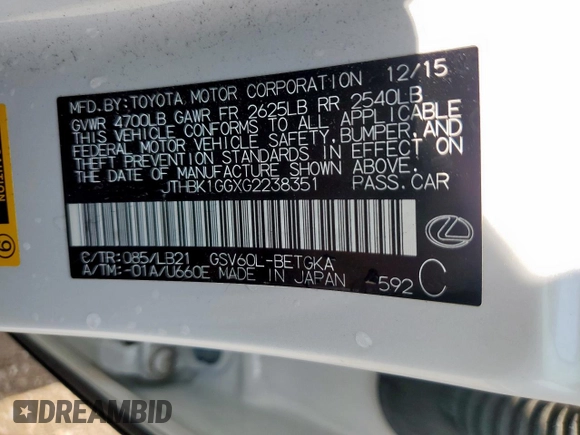 MFD.BY:TOYOTA MOTOR CORPORATION 12/15
GVWR 4700LB GAWR FR 2625LB RR 2540LB
THIS VEHICLE CONFORMS TO ALL APPLICABLE
FEDERAL MOTOR VEHICLE SAFETY, BUMPER, AND
THEFT PREVENTION STANDARDS IN EFFECT ON
THE DATE OF MANUFACTURE SHOWN ABOVE.
JTHBK1GGXG2238351 PASS.CAR
C/TR:085/LB21 GSV60L-BETGKA
A/TM:-01A/U660E MADE IN JAPAN -592 C
DREAMBID